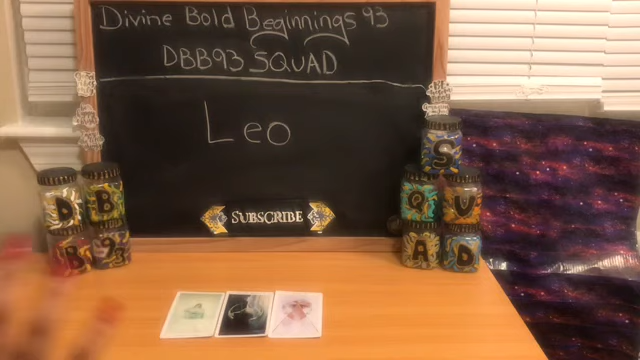 Divine Bold Beginnings 93
DBB93 SQUAD
Leo
SUBSCRIBE
D B
B 93
S
Q U
A D